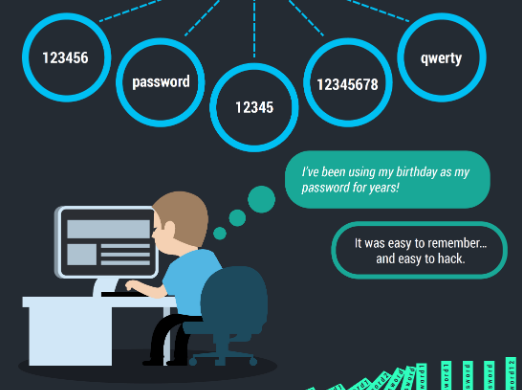 123456
password
12345
12345678
qwerty
I've been using my birthday as my
password for years!
It was easy to remember...
and easy to hack.